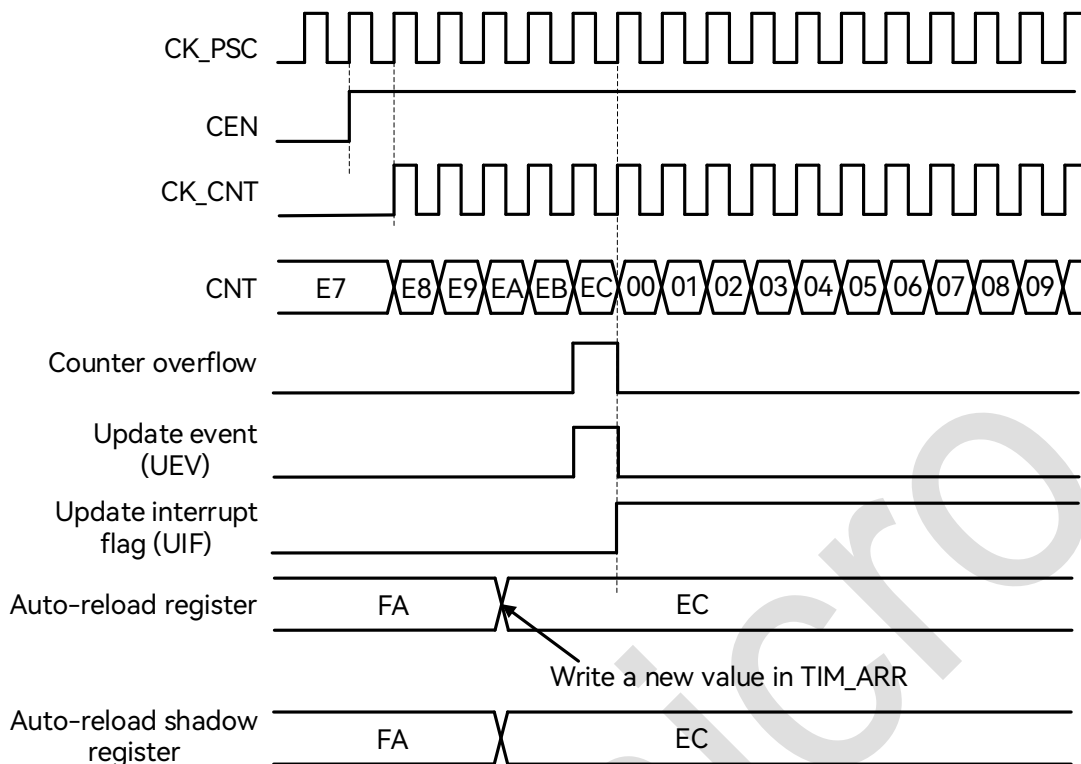 CK_PSC
CEN
CK_CNT
CNT E7 E8 E9 EA EB EC 00 01 02 03 04 05 06 07 08 09
Counter overflow
Update event
(UEV)
Update interrupt
flag (UIF)
Auto-reload register FA EC
Write a new value in TIM_ARR
Auto-reload shadow
register FA EC
micro